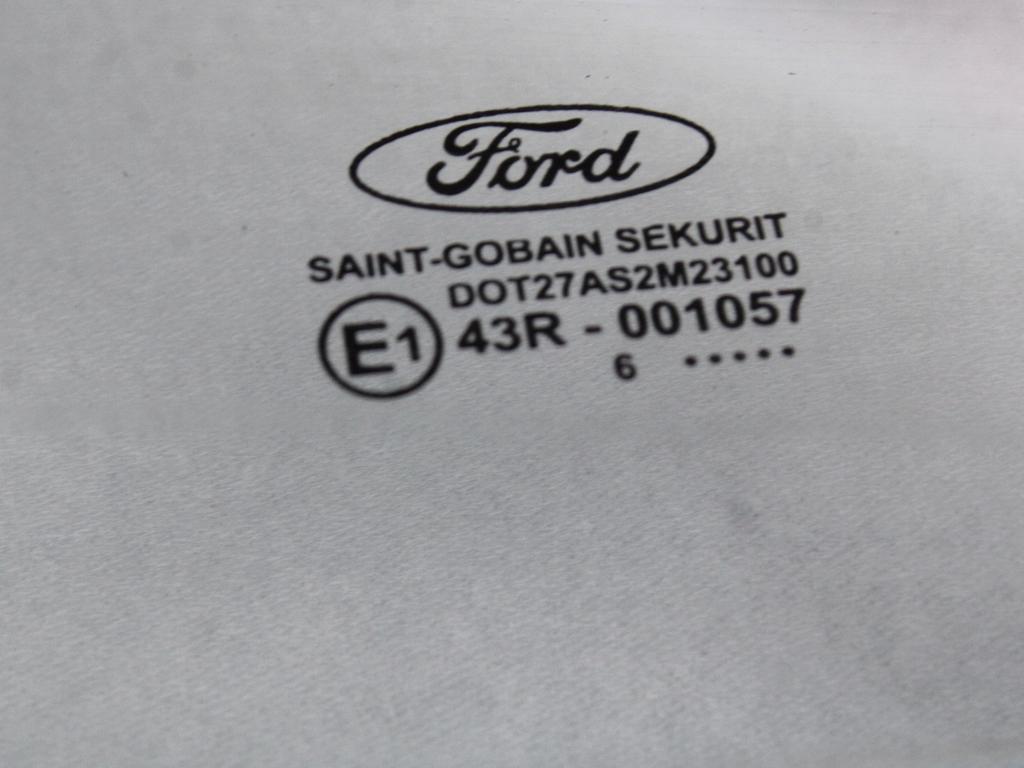 Ford
SAINT-GOBAIN SEKURIT
DOT27AS2M23100
E1 43R - 001057
6 •••••